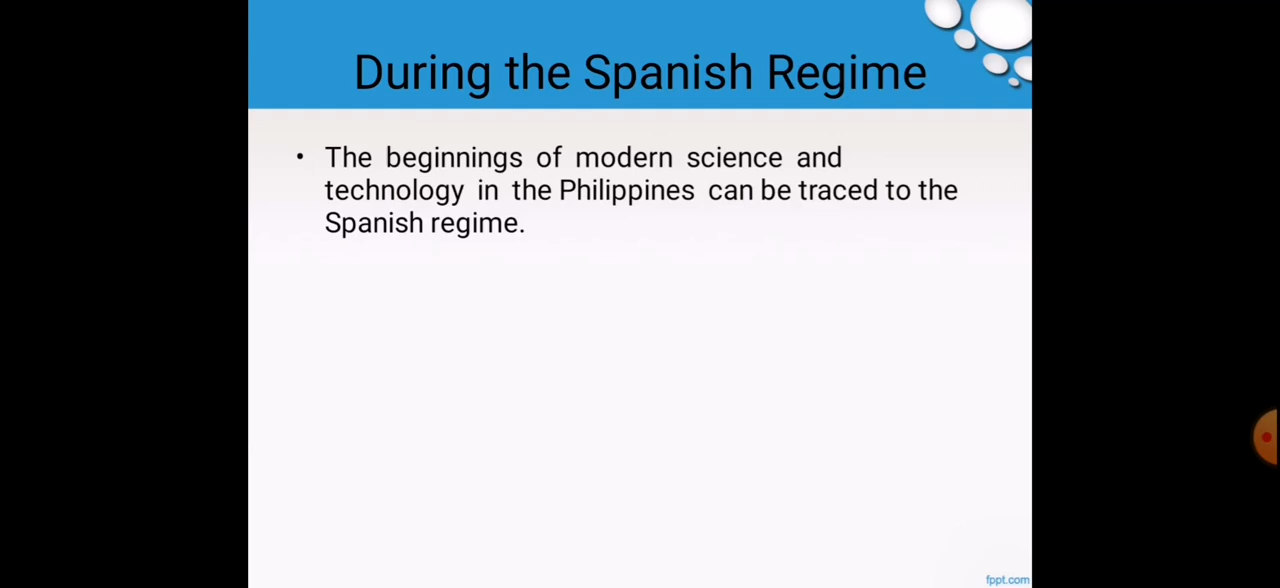 During the Spanish Regime
• The beginnings of modern science and
technology in the Philippines can be traced to the
Spanish regime.
fppt.com